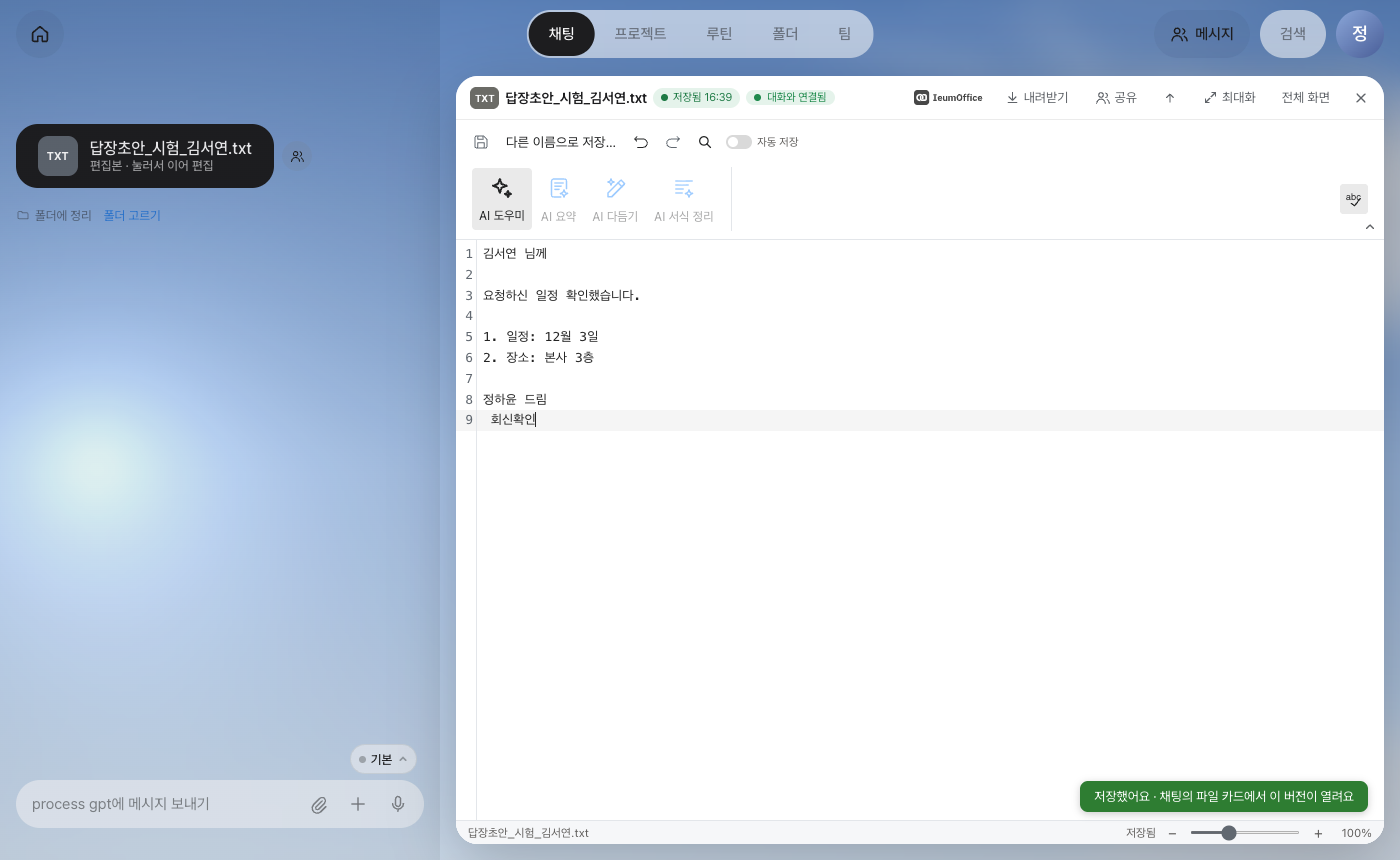 채팅 프로젝트 루틴 폴더 팀
메시지 검색 정
TXT 답장초안_시험_김서연.txt
편집본 · 눌러서 이어 편집
폴더에 정리 폴더 고르기
TXT 답장초안_시험_김서연.txt 저장됨 16:39 대화와 연결됨 IeumOffice 내려받기 공유 최대화 전체 화면
다른 이름으로 저장... 자동 저장
AI 도우미 AI 요약 AI 다듬기 AI 서식 정리 abc
1 김서연 님께
2
3 요청하신 일정 확인했습니다.
4
5 1. 일정: 12월 3일
6 2. 장소: 본사 3층
7
8 정하윤 드림
9 회신확인
기본
process gpt에 메시지 보내기
저장했어요 · 채팅의 파일 카드에서 이 버전이 열려요
답장초안_시험_김서연.txt 저장됨 100%